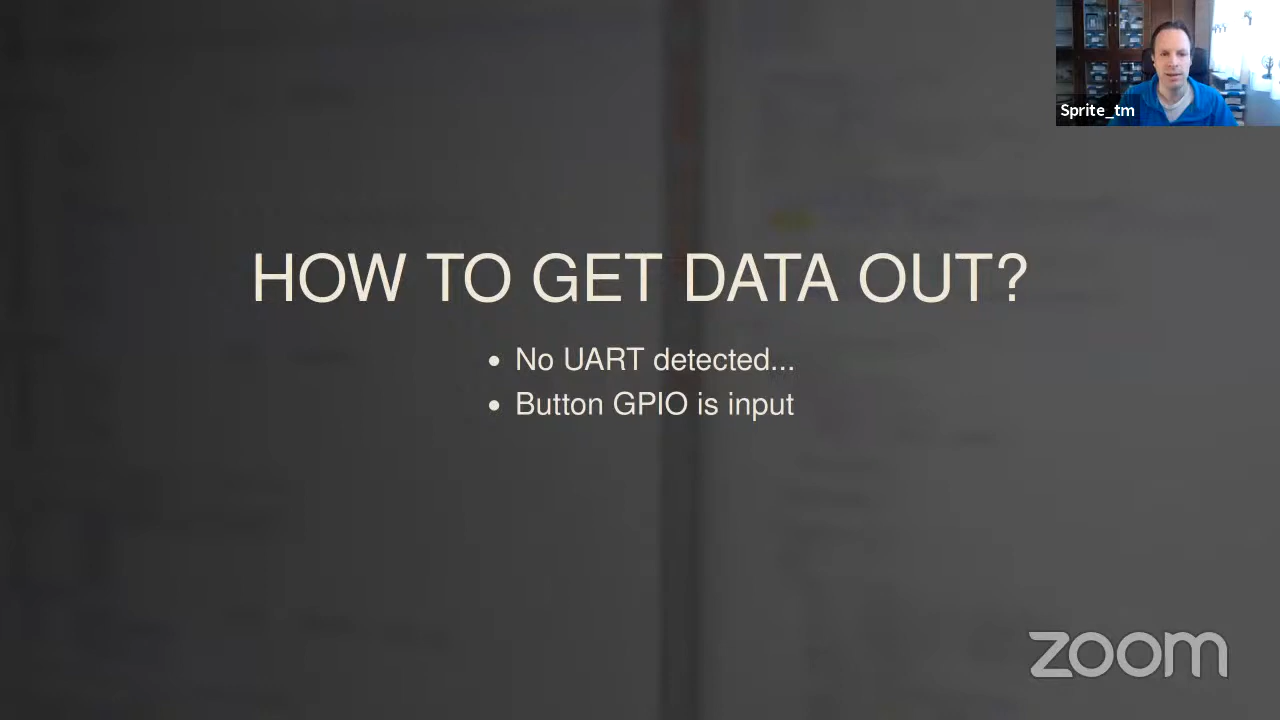 Sprite_tm
HOW TO GET DATA OUT?
• No UART detected...
• Button GPIO is input
zoom